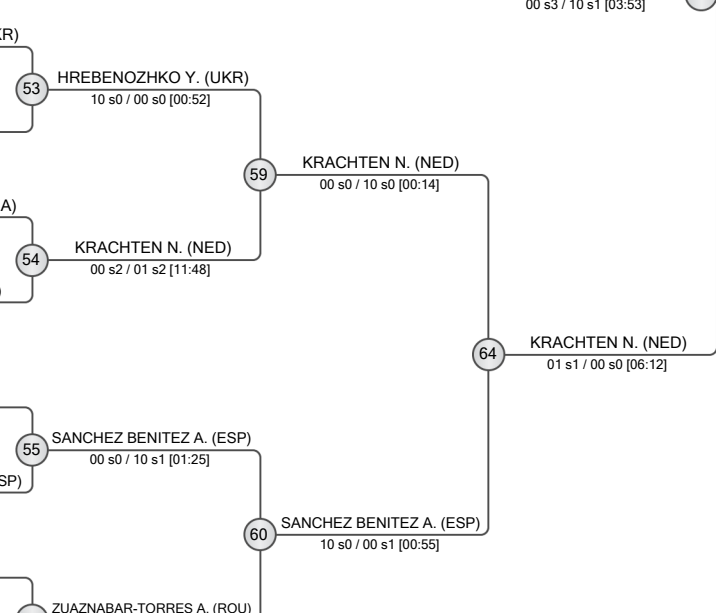 00 s3 / 10 s1 [03:53]
R)
53
HREBENOZHKO Y. (UKR)
10 s0 / 00 s0 [00:52]
59
KRACHTEN N. (NED)
00 s0 / 10 s0 [00:14]
A)
54
KRACHTEN N. (NED)
00 s2 / 01 s2 [11:48]
)
64
KRACHTEN N. (NED)
01 s1 / 00 s0 [06:12]
55
SANCHEZ BENITEZ A. (ESP)
00 s0 / 10 s1 [01:25]
SP)
60
SANCHEZ BENITEZ A. (ESP)
10 s0 / 00 s1 [00:55]
ZUAZNABAR-TORRES A. (ROU)